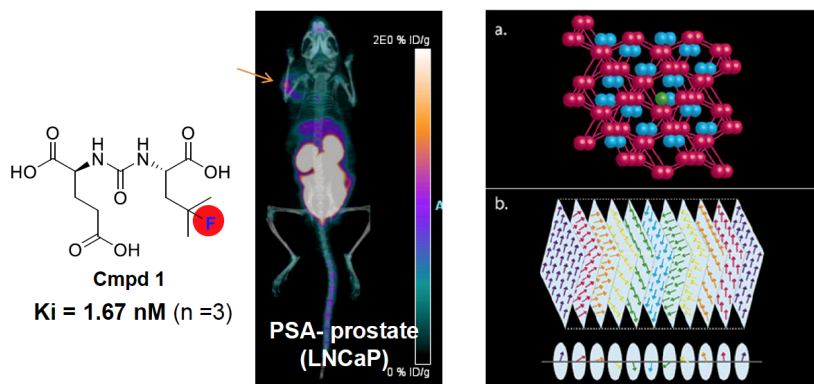 O H H O
N N
HO OH
O
F
O OH
Cmpd 1
Ki = 1.67 nM (n =3)
2E0 % ID/g
A
PSA- prostate
(LNCaP)
0 % ID/g
a.
b.